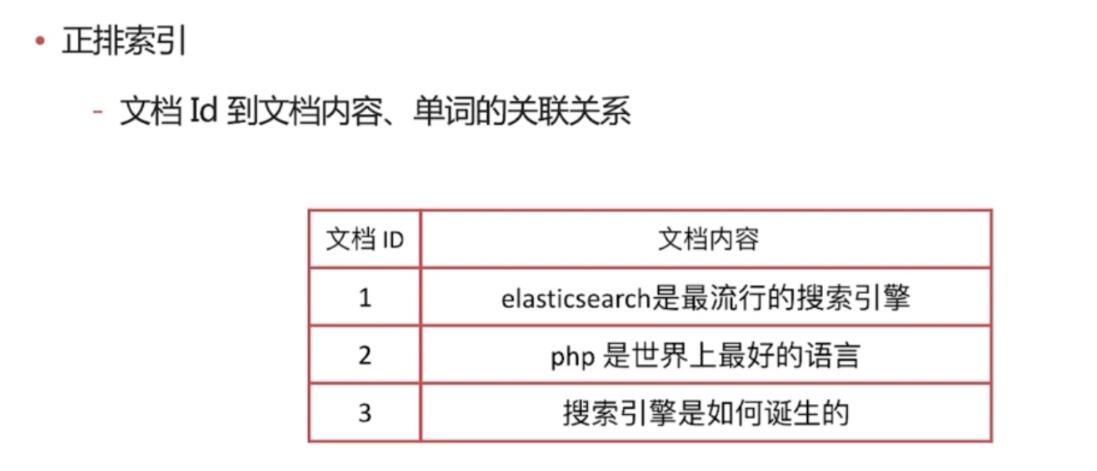 • 正排索引
- 文档 Id 到文档内容、单词的关联关系
文档 ID 文档内容
1 elasticsearch是最流行的搜索引擎
2 php 是世界上最好的语言
3 搜索引擎是如何诞生的